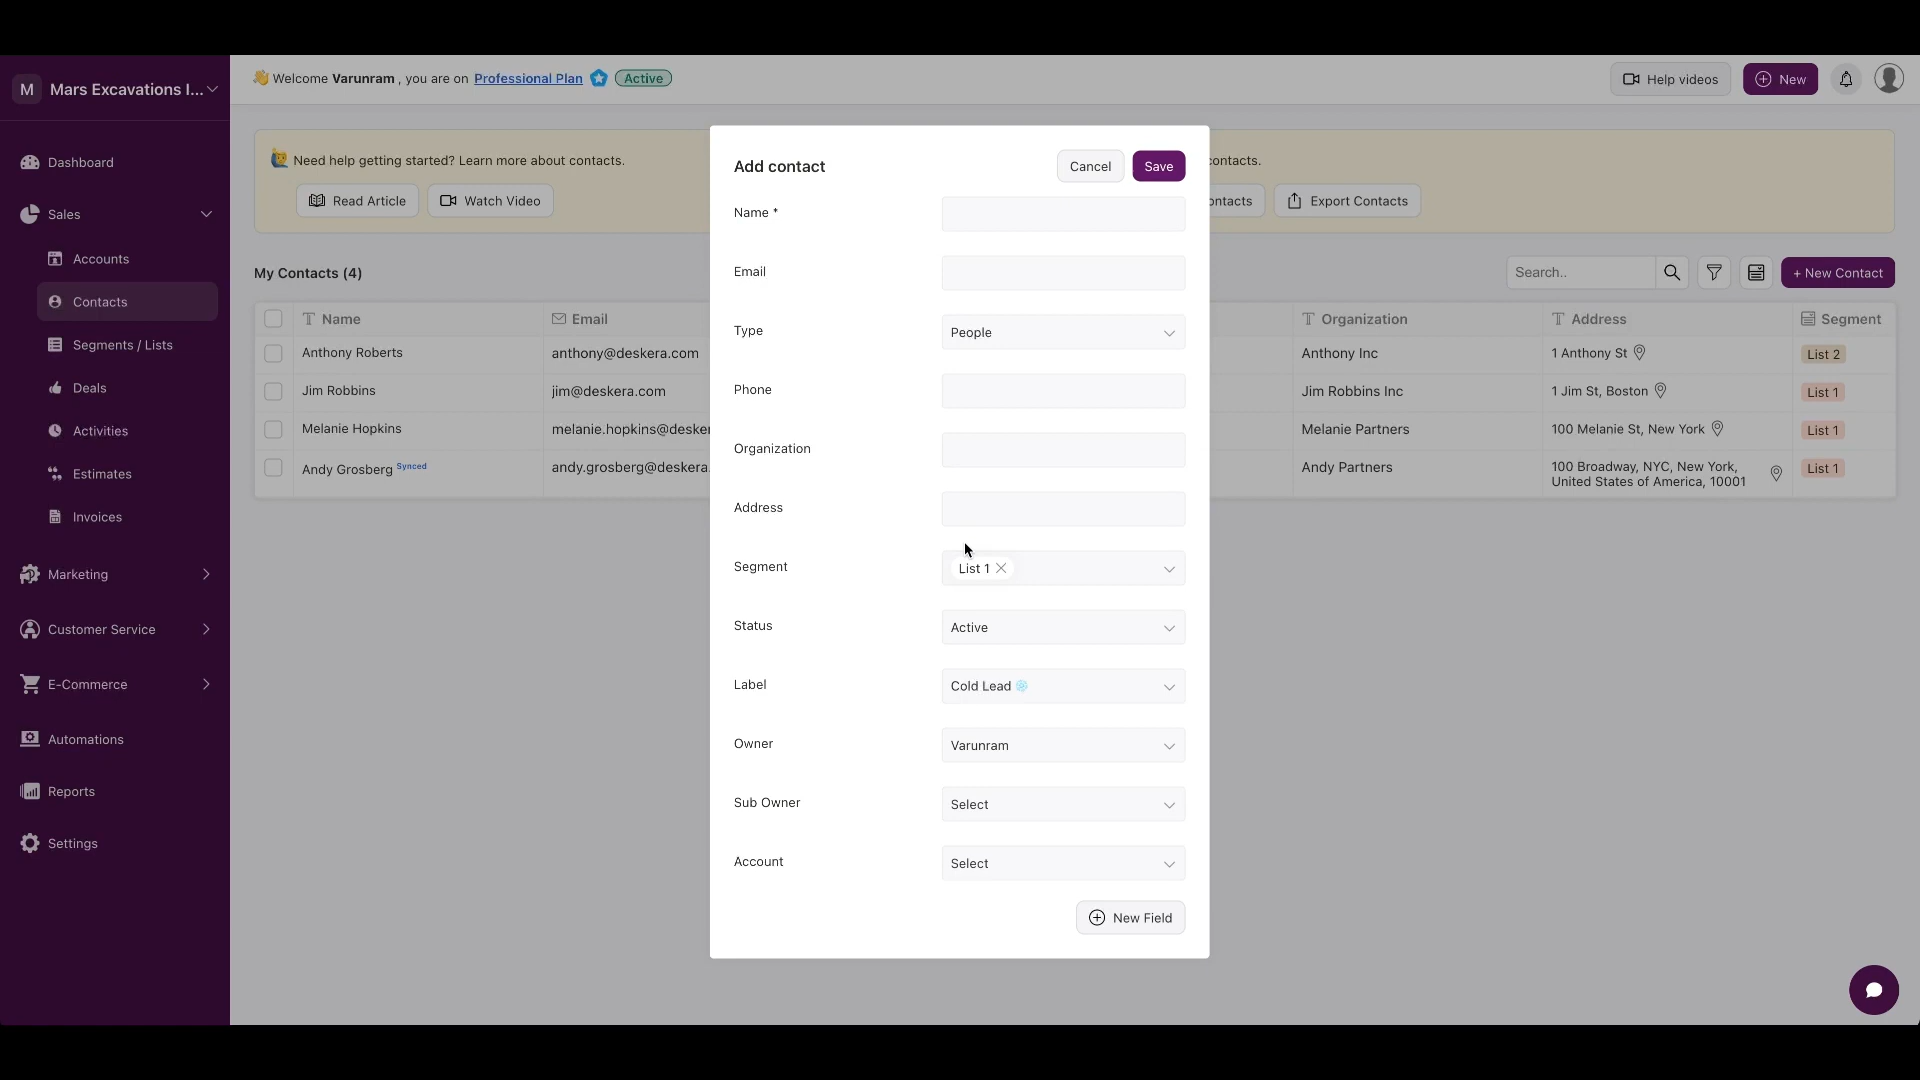 M Mars Excavations I...
👋 Welcome Varunram , you are on Professional Plan Active
Help videos
New
Dashboard
Sales
Accounts
Contacts
Segments / Lists
Deals
Activities
Estimates
Invoices
Marketing
Customer Service
E-Commerce
Automations
Reports
Settings
Need help getting started? Learn more about contacts.
contacts.
Read Article
Watch Video
ontacts
Export Contacts
My Contacts (4)
Search..
+ New Contact
Name Email Organization Address Segment
Anthony Roberts anthony@deskera.com Anthony Inc 1 Anthony St List 2
Jim Robbins jim@deskera.com Jim Robbins Inc 1 Jim St, Boston List 1
Melanie Hopkins melanie.hopkins@desker Melanie Partners 100 Melanie St, New York List 1
Andy Grosberg Synced andy.grosberg@deskera. Andy Partners 100 Broadway, NYC, New York, List 1
United States of America, 10001
Add contact
Cancel
Save
Name *
Email
Type People
Phone
Organization
Address
Segment List 1
Status Active
Label Cold Lead
Owner Varunram
Sub Owner Select
Account Select
New Field